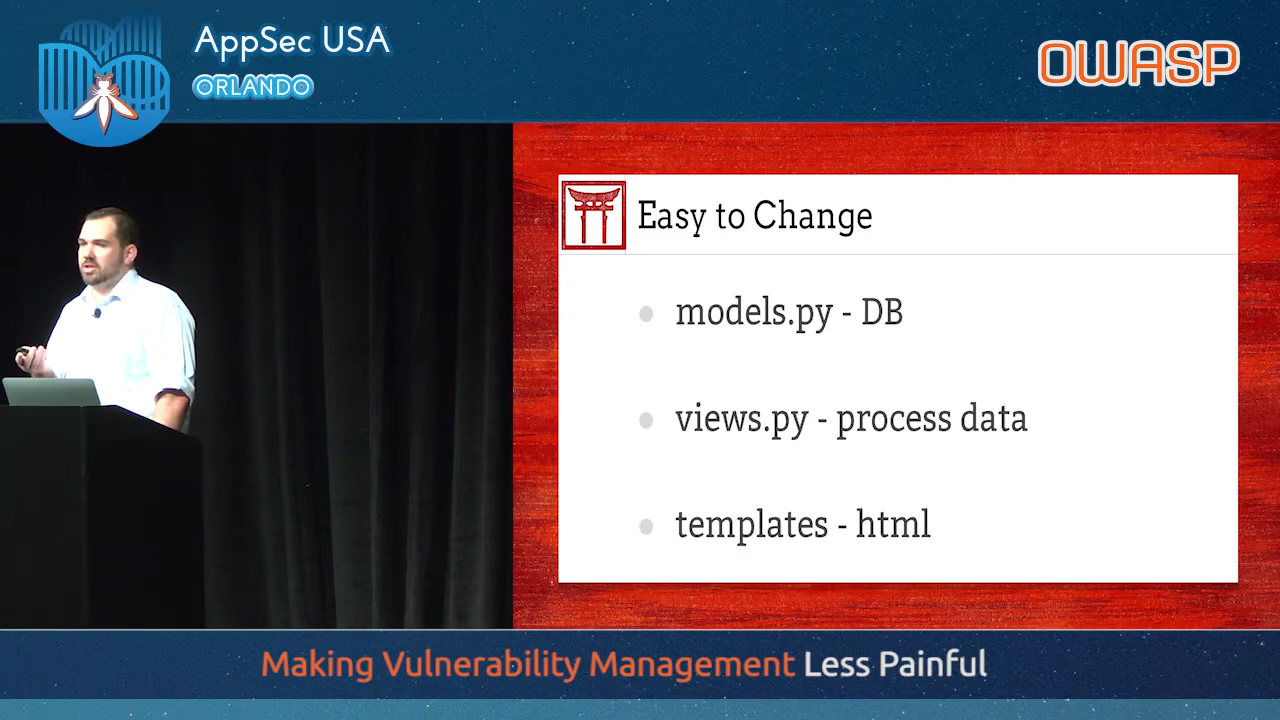 AppSec USA
ORLANDO
OWASP
Easy to Change
models.py - DB
views.py - process data
templates - html
Making Vulnerability Management Less Painful